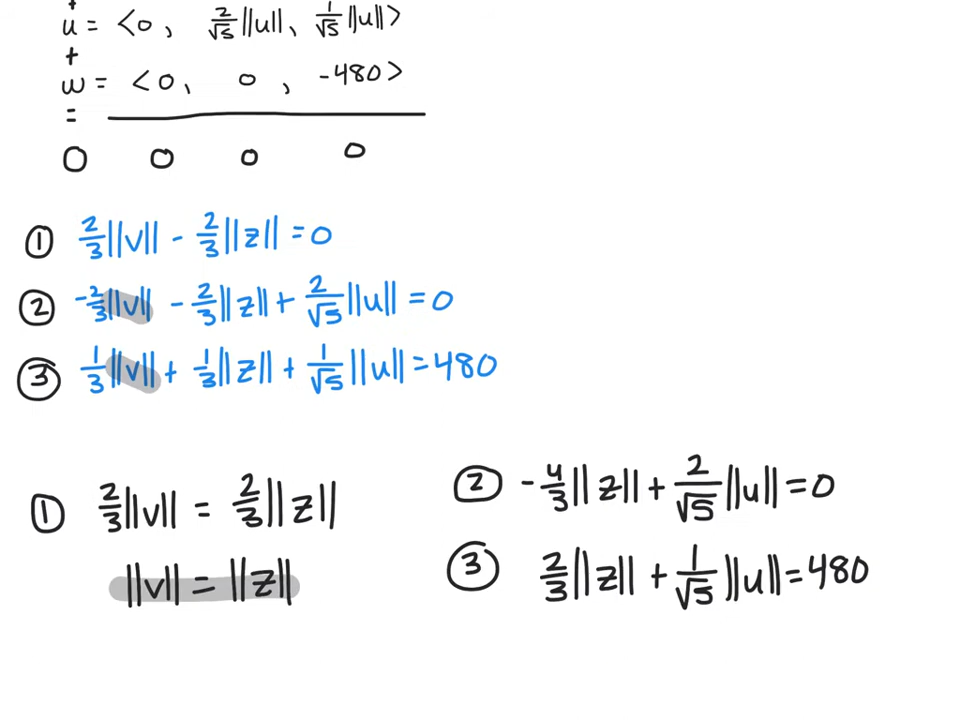 +
u = <0, 2/√5 ||u||, 1/√5 ||u||>
+
w = <0, 0, -480>
=
0 0 0 0
① 2/3 ||v|| - 2/3 ||z|| = 0
② -2/3 ||v|| - 2/3 ||z|| + 2/√5 ||u|| = 0
③ 1/3 ||v|| + 1/3 ||z|| + 1/√5 ||u|| = 480
① 2/3 ||v|| = 2/3 ||z||
||v|| = ||z||
② -4/3 ||z|| + 2/√5 ||u|| = 0
③ 2/3 ||z|| + 1/√5 ||u|| = 480